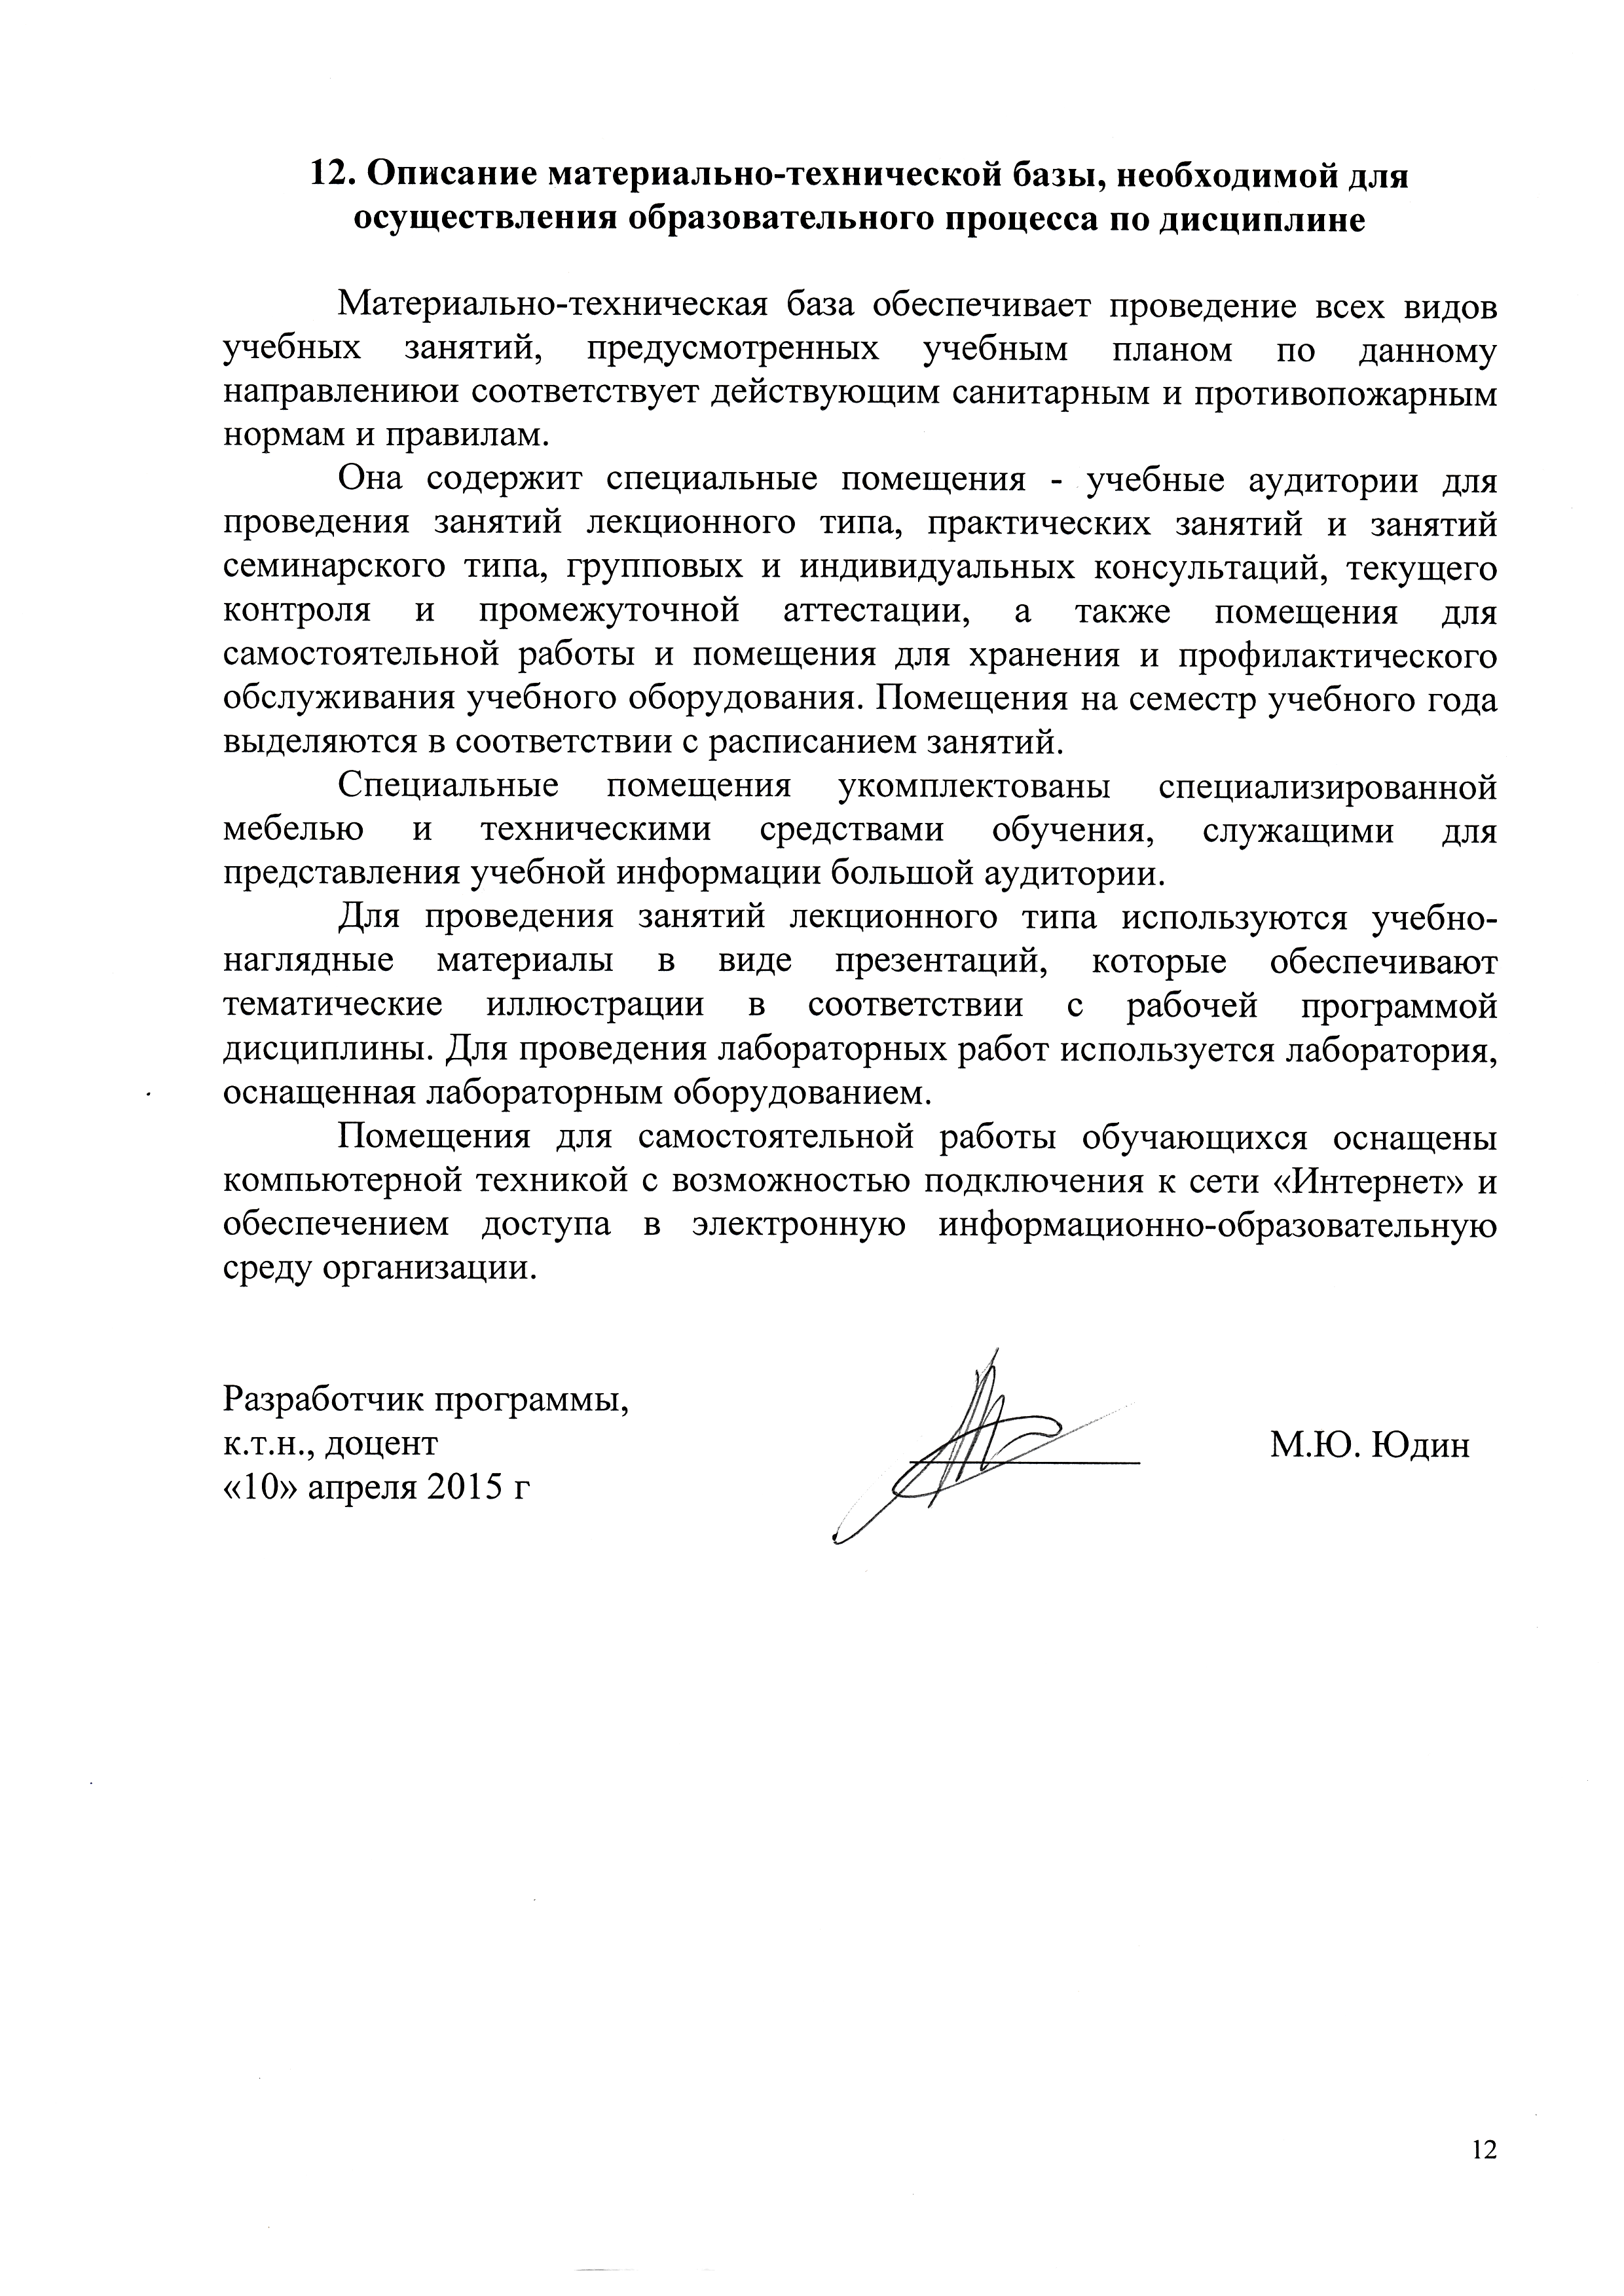 12. Описание материально-технической базы, необходимой для
осуществления образовательного процесса по дисциплине
Материально-техническая база обеспечивает проведение всех видов
учебных занятий, предусмотренных учебным планом по данному
направлениюи соответствует действующим санитарным и противопожарным
нормам и правилам.
Она содержит специальные помещения - учебные аудитории для
проведения занятий лекционного типа, практических занятий и занятий
семинарского типа, групповых и индивидуальных консультаций, текущего
контроля и промежуточной аттестации, а также помещения для
самостоятельной работы и помещения для хранения и профилактического
обслуживания учебного оборудования. Помещения на семестр учебного года
выделяются в соответствии с расписанием занятий.
Специальные помещения укомплектованы специализированной
мебелью и техническими средствами обучения, служащими для
представления учебной информации большой аудитории.
Для проведения занятий лекционного типа используются учебно-
наглядные материалы в виде презентаций, которые обеспечивают
тематические иллюстрации в соответствии с рабочей программой
дисциплины. Для проведения лабораторных работ используется лаборатория,
оснащенная лабораторным оборудованием.
Помещения для самостоятельной работы обучающихся оснащены
компьютерной техникой с возможностью подключения к сети «Интернет» и
обеспечением доступа в электронную информационно-образовательную
среду организации.
Разработчик программы,
к.т.н., доцент
М.Ю. Юдин
«10» апреля 2015 г
12